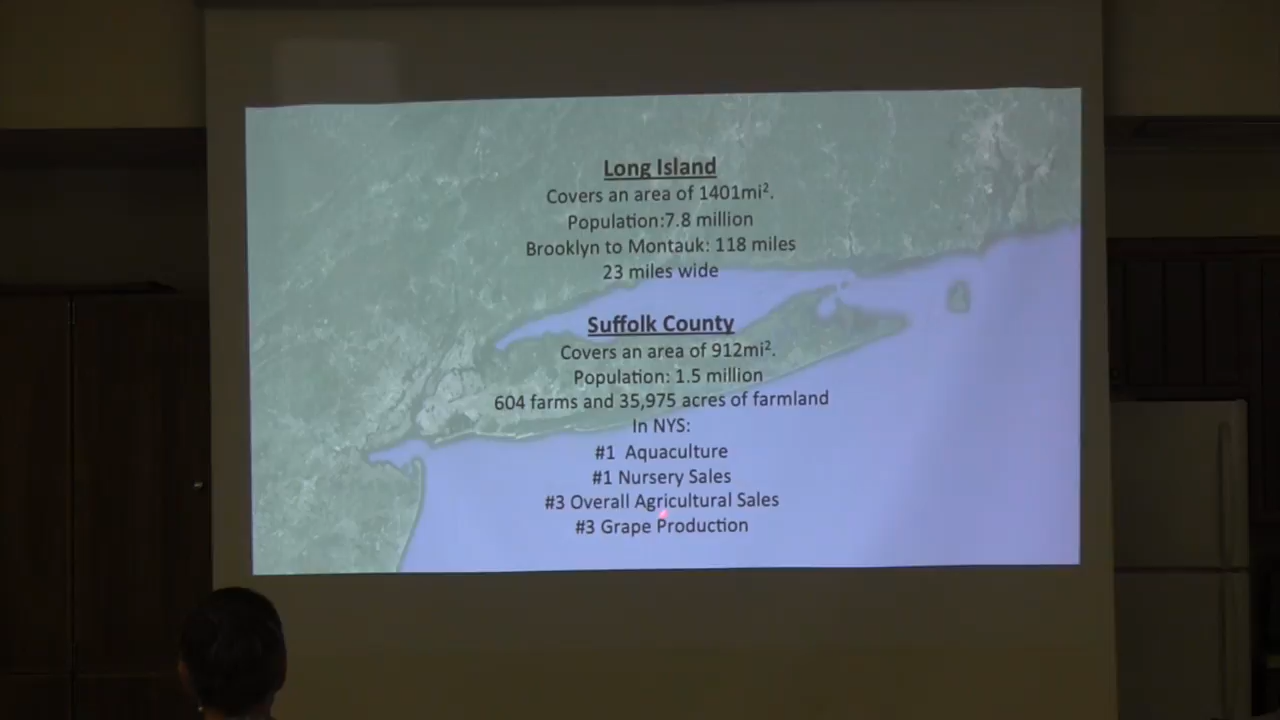 Long Island
Covers an area of 1401mi².
Population:7.8 million
Brooklyn to Montauk: 118 miles
23 miles wide
Suffolk County
Covers an area of 912mi².
Population: 1.5 million
604 farms and 35,975 acres of farmland
In NYS:
#1 Aquaculture
#1 Nursery Sales
#3 Overall Agricultural Sales
#3 Grape Production